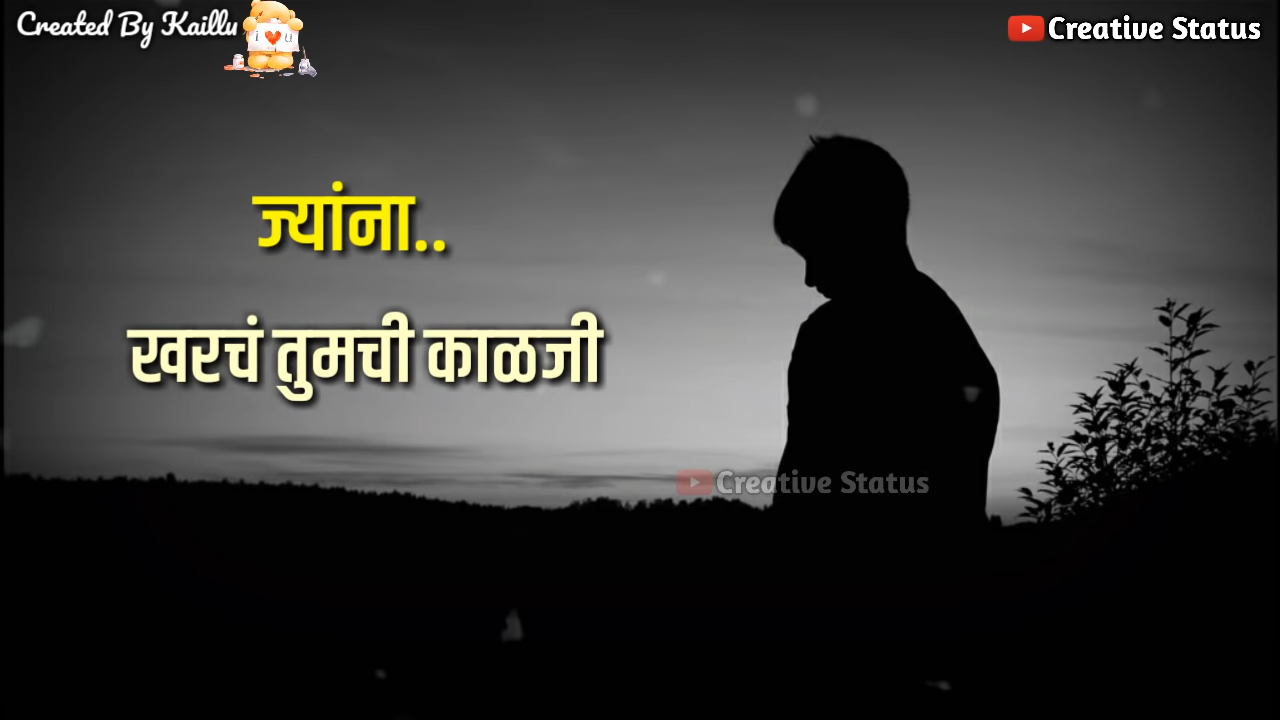 Created By Kaillu
i u
Creative Status
ज्यांना..
खरचं तुमची काळजी
Creative Status